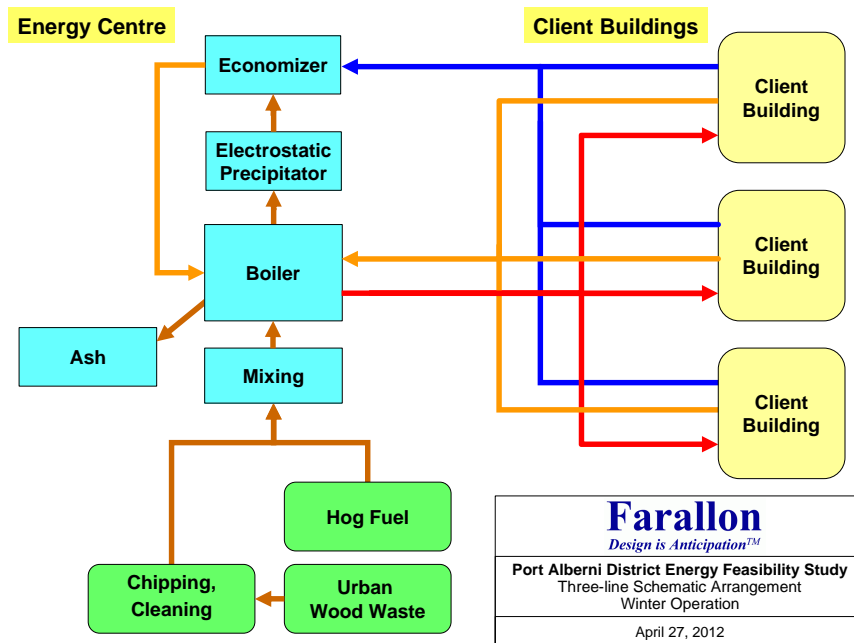 Energy Centre
Client Buildings
Economizer
Electrostatic
Precipitator
Boiler
Ash
Mixing
Hog Fuel
Chipping,
Cleaning
Urban
Wood Waste
Client
Building
Client
Building
Client
Building
Farallon
Design is Anticipation™
Port Alberni District Energy Feasibility Study
Three-line Schematic Arrangement
Winter Operation
April 27, 2012